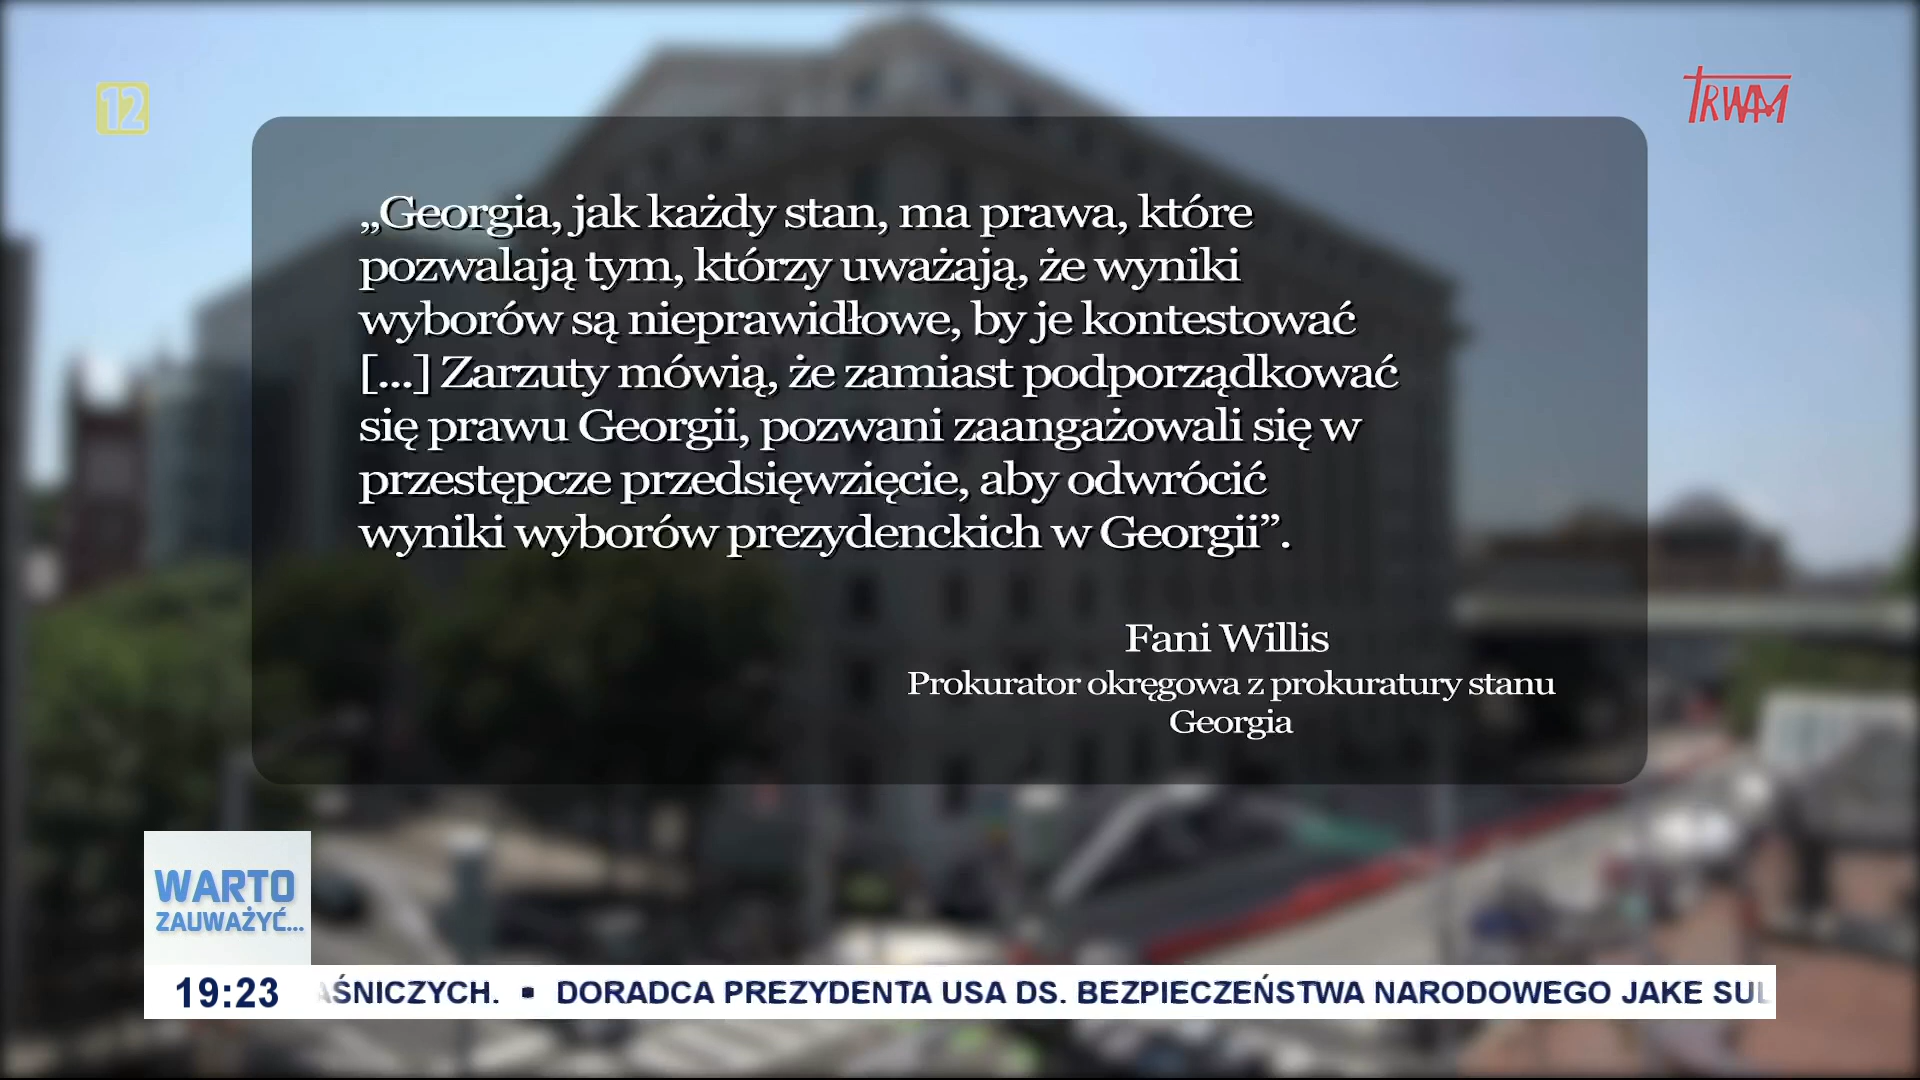 12
TRWAM
„Georgia, jak każdy stan, ma prawa, które
pozwalają tym, którzy uważają, że wyniki
wyborów są nieprawidłowe, by je kontestować
[...] Zarzuty mówią, że zamiast podporządkować
się prawu Georgii, pozwani zaangażowali się w
przestępcze przedsięwzięcie, aby odwrócić
wyniki wyborów prezydenckich w Georgii”.
Fani Willis
Prokurator okręgowa z prokuratury stanu
Georgia
WARTO
ZAUWAŻYĆ...
19:23 AŚNICZYCH. ▪ DORADCA PREZYDENTA USA DS. BEZPIECZEŃSTWA NARODOWEGO JAKE SUL